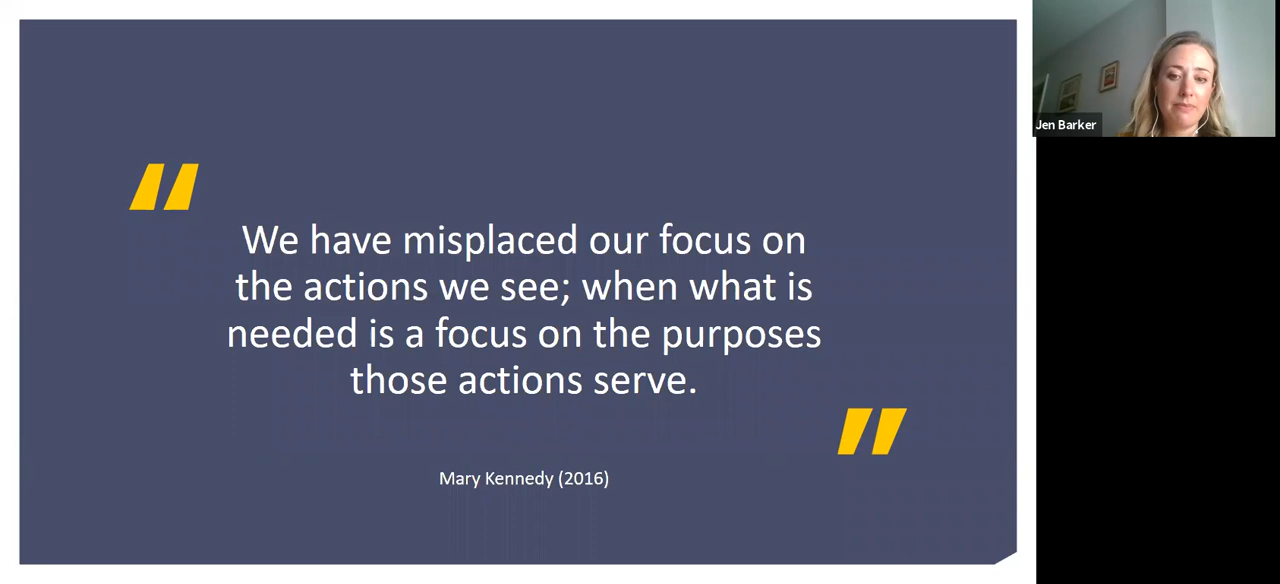 “
We have misplaced our focus on
the actions we see; when what is
needed is a focus on the purposes
those actions serve.
”
Mary Kennedy (2016)
Jen Barker